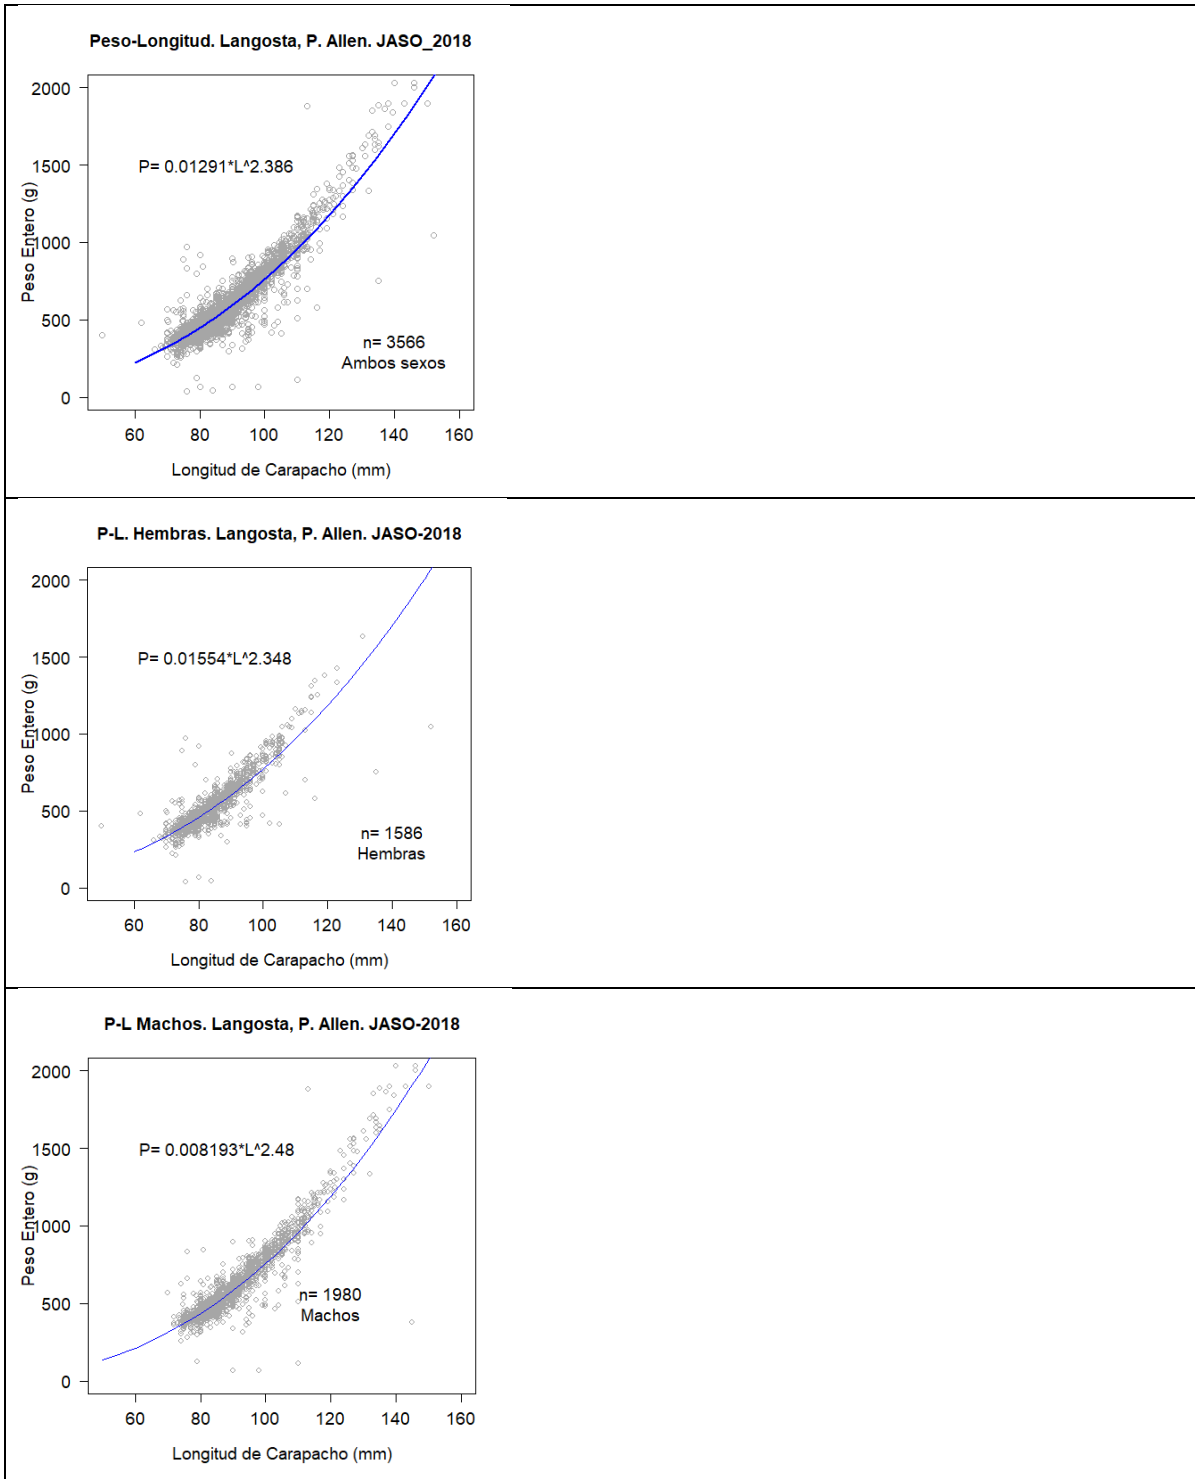 Peso-Longitud. Langosta, P. Allen. JASO_2018
2000
1500
1000
500
0
Peso Entero (g)
P= 0.01291*L^2.386
n= 3566
Ambos sexos
60 80 100 120 140 160
Longitud de Carapacho (mm)
P-L. Hembras. Langosta, P. Allen. JASO-2018
2000
1500
1000
500
0
Peso Entero (g)
P= 0.01554*L^2.348
n= 1586
Hembras
60 80 100 120 140 160
Longitud de Carapacho (mm)
P-L Machos. Langosta, P. Allen. JASO-2018
2000
1500
1000
500
0
Peso Entero (g)
P= 0.008193*L^2.48
n= 1980
Machos
60 80 100 120 140 160
Longitud de Carapacho (mm)